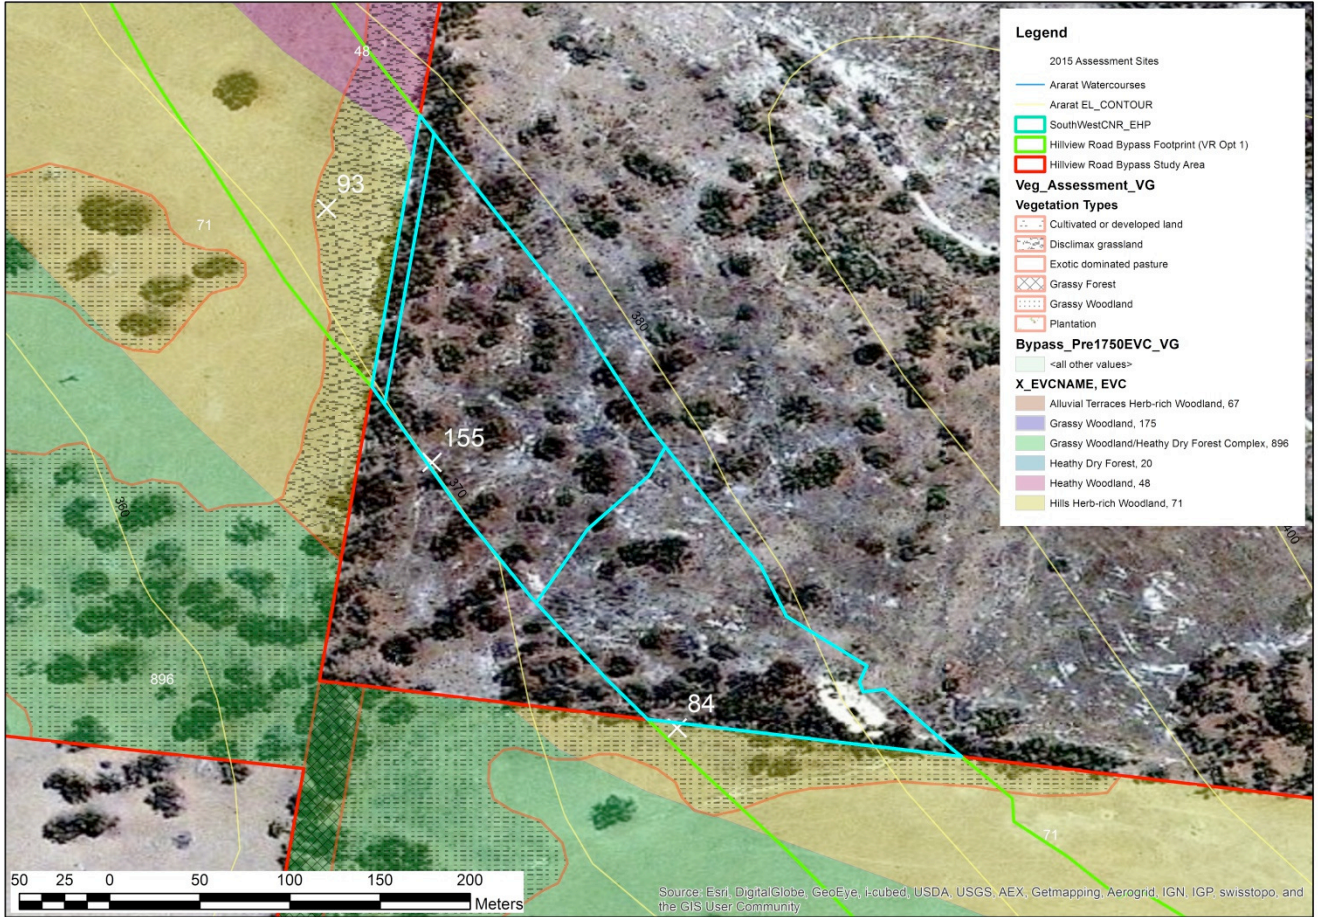 48
93
71
380
155
370
360
896
84
71
400
Legend
2015 Assessment Sites
Ararat Watercourses
Ararat EL_CONTOUR
SouthWestCNR_EHP
Hillview Road Bypass Footprint (VR Opt 1)
Hillview Road Bypass Study Area
Veg_Assessment_VG
Vegetation Types
Cultivated or developed land
Disclimax grassland
Exotic dominated pasture
Grassy Forest
Grassy Woodland
Plantation
Bypass_Pre1750EVC_VG
<all other values>
X_EVCNAME, EVC
Alluvial Terraces Herb-rich Woodland, 67
Grassy Woodland, 175
Grassy Woodland/Heathy Dry Forest Complex, 896
Heathy Dry Forest, 20
Heathy Woodland, 48
Hills Herb-rich Woodland, 71
50 25 0 50 100 150 200
Meters
Source: Esri, DigitalGlobe, GeoEye, i-cubed, USDA, USGS, AEX, Getmapping, Aerogrid, IGN, IGP, swisstopo, and
the GIS User Community